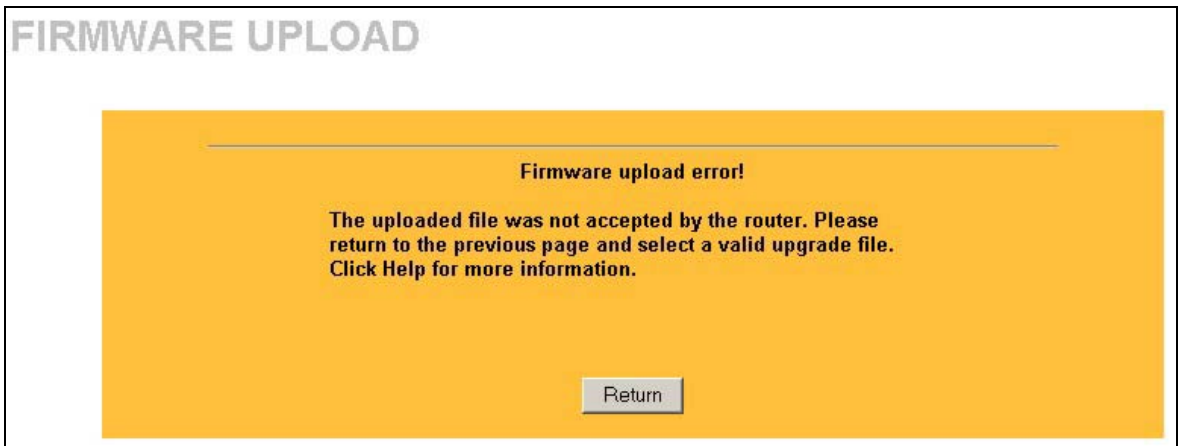 FIRMWARE UPLOAD
Firmware upload error!
The uploaded file was not accepted by the router. Please
return to the previous page and select a valid upgrade file.
Click Help for more information.
Return